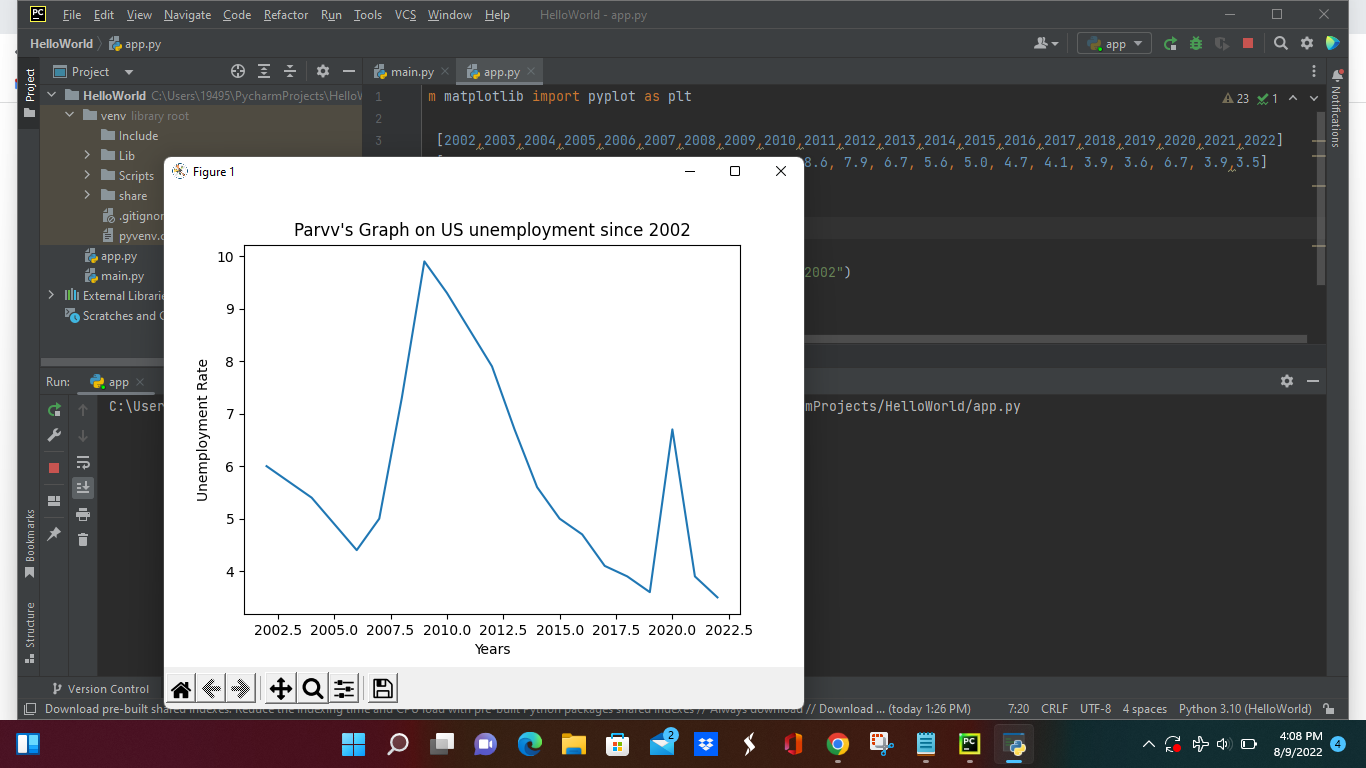 PC File Edit View Navigate Code Refactor Run Tools VCS Window Help HelloWorld - app.py
HelloWorld app.py app
Project main.py app.py
Project
HelloWorld C:\Users\19495\PycharmProjects\HelloW
venv library root
Include
Lib
Scripts
share
.gitignor
pyvenv.c
app.py
main.py
External Librarie
Scratches and C
1 m matplotlib import pyplot as plt
2
3 [2002,2003,2004,2005,2006,2007,2008,2009,2010,2011,2012,2013,2014,2015,2016,2017,2018,2019,2020,2021,2022]
8.6, 7.9, 6.7, 5.6, 5.0, 4.7, 4.1, 3.9, 3.6, 6.7, 3.9,3.5]
2002")
23 1
Notifications
Figure 1
Parvv's Graph on US unemployment since 2002
10
9
8
7
6
5
4
Unemployment Rate
2002.5 2005.0 2007.5 2010.0 2012.5 2015.0 2017.5 2020.0 2022.5
Years
Run: app
C:\User
mProjects/HelloWorld/app.py
Bookmarks
Structure
Version Control
Download pre-built shared indexes: Reduce the indexing time and CPU load with pre-built Python packages shared indexes // Always download // Download ... (today 1:26 PM) 7:20 CRLF UTF-8 4 spaces Python 3.10 (HelloWorld)
2
PC
4:08 PM
8/9/2022
4